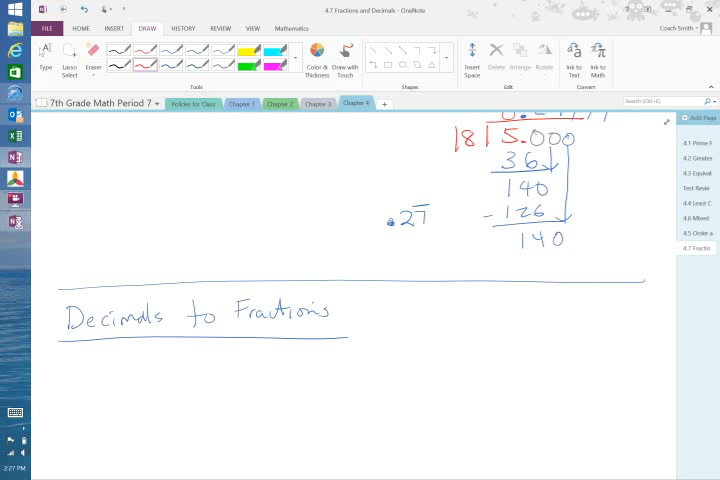 4.7 Fractions and Decimals - OneNote
FILE HOME INSERT DRAW HISTORY REVIEW VIEW Mathematics
Coach Smith
Type Lasso Select Eraser Color & Thickness Draw with Touch Insert Space Delete Arrange Rotate Ink to Text Ink to Math
Tools Shapes Edit Convert
7th Grade Math Period 7 Policies for Class Chapter 1 Chapter 2 Chapter 3 Chapter 4 +
Search (Ctrl+E)
Add Page
4.1 Prime F
4.2 Greates
4.3 Equival
Test Revie
4.4 Least C
4.6 Mixed
4.5 Order a
4.7 Fractio
18 5.000
36
140
.27̅ - 126
140
Decimals to Fractions
2:27 PM